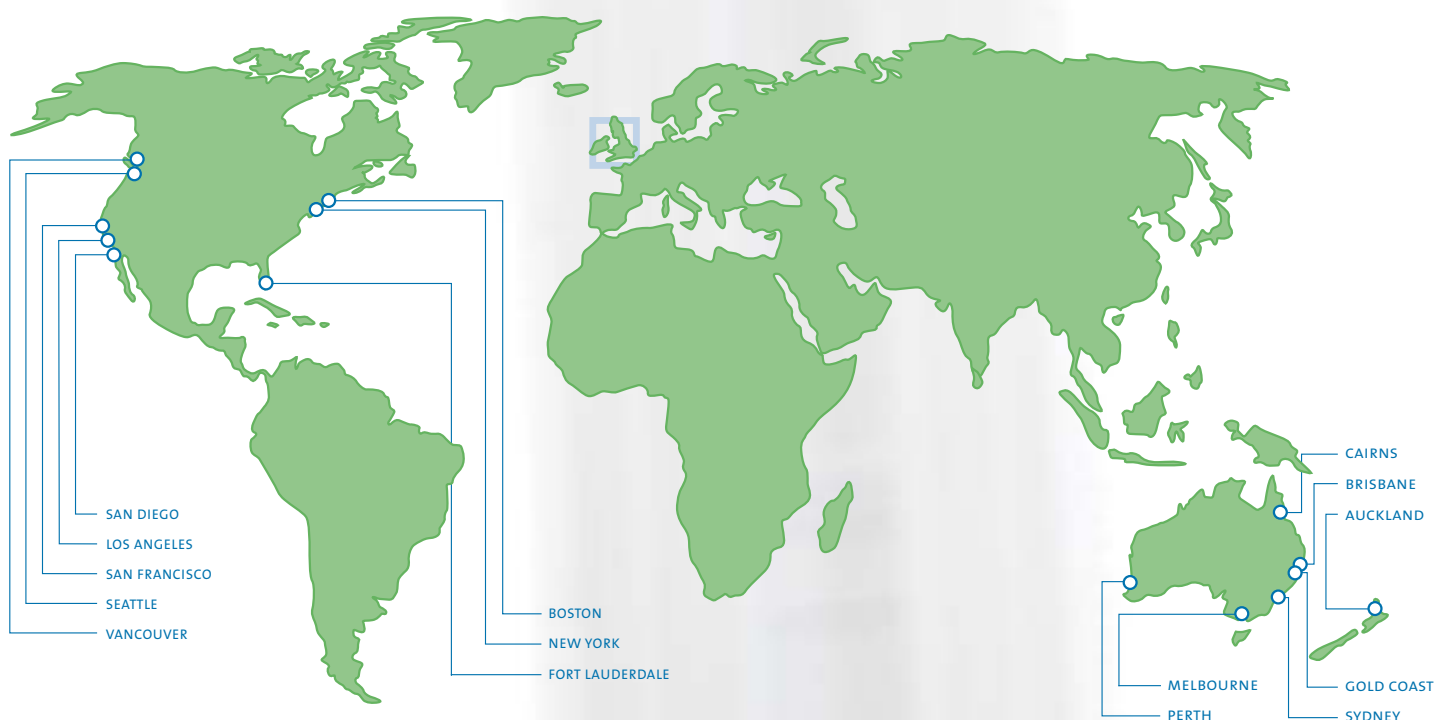 SAN DIEGO
LOS ANGELES
SAN FRANCISCO
SEATTLE
VANCOUVER
BOSTON
NEW YORK
FORT LAUDERDALE
CAIRNS
BRISBANE
AUCKLAND
MELBOURNE
PERTH
GOLD COAST
SYDNEY